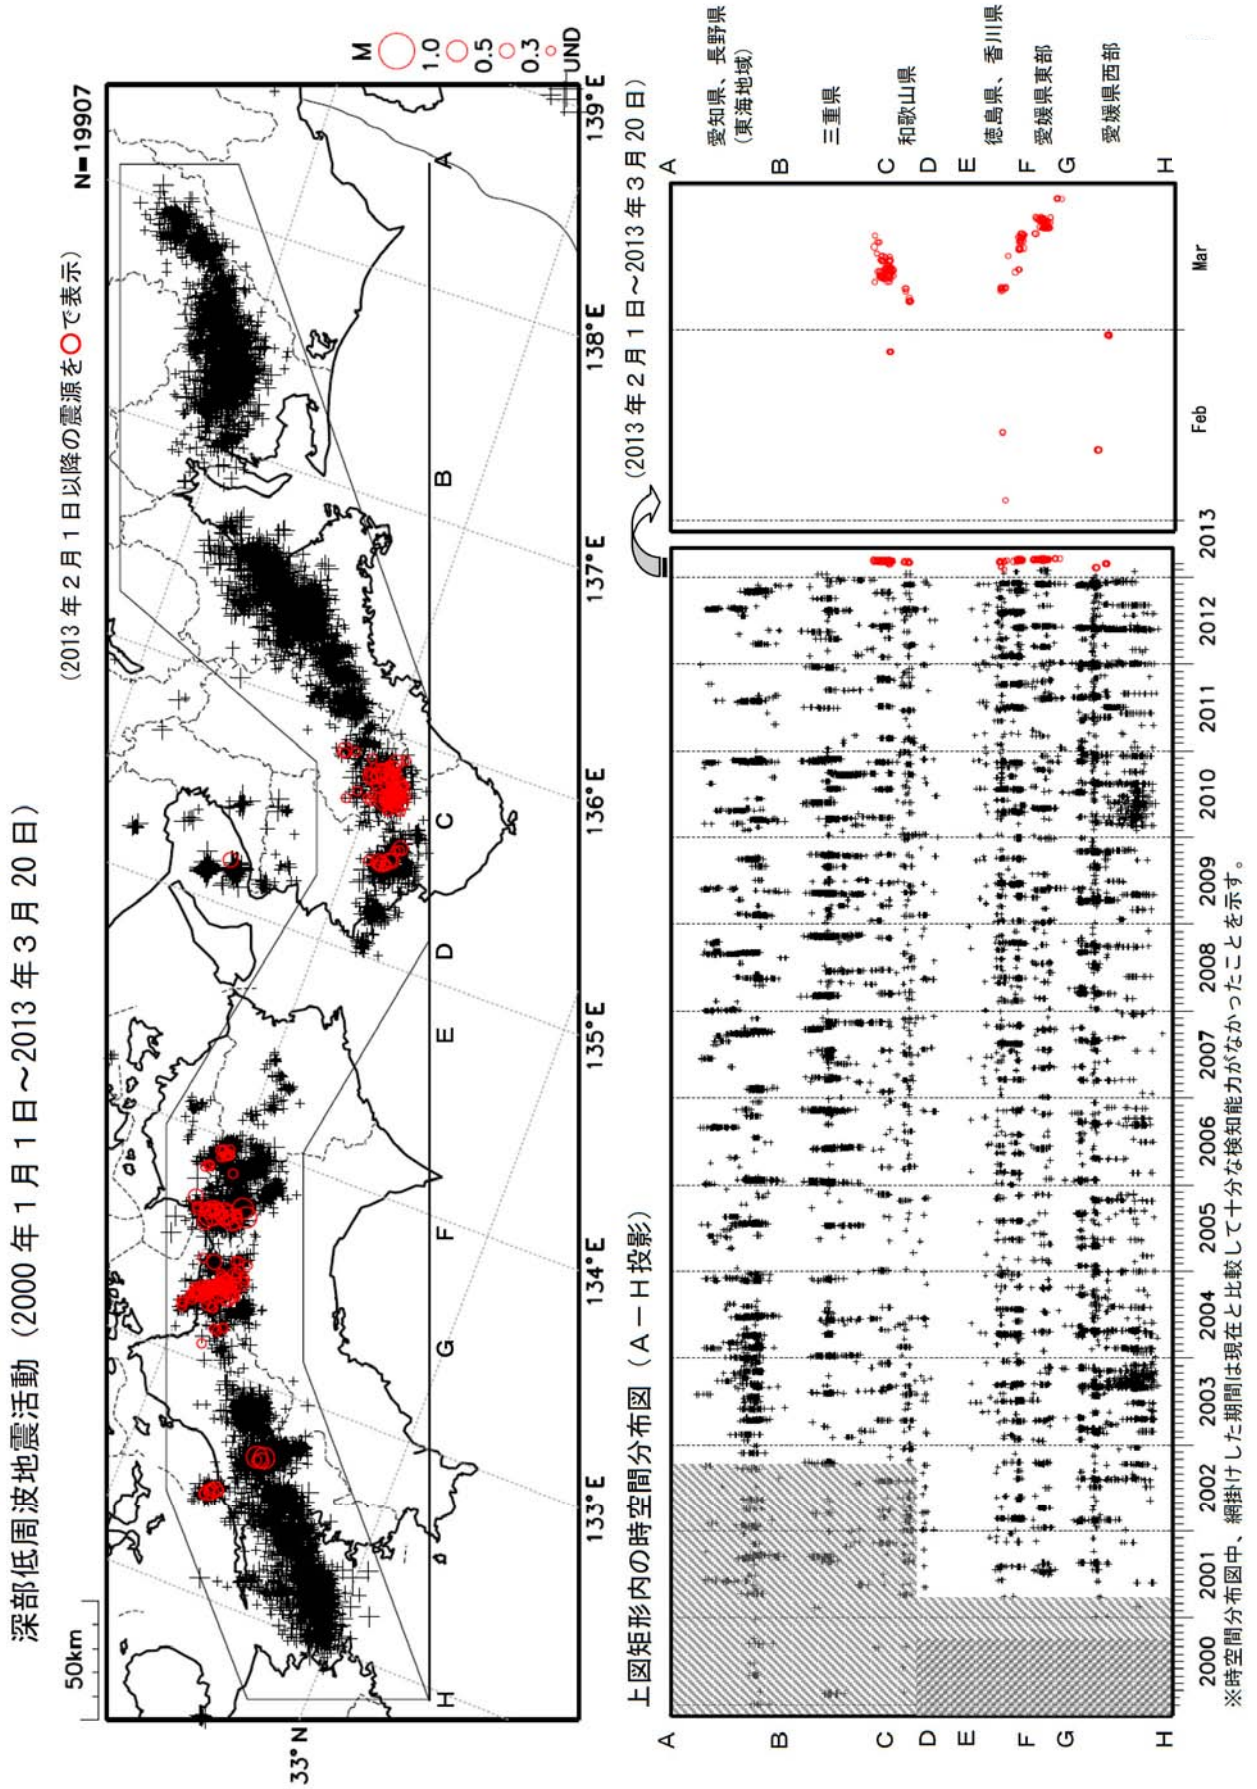 深部低周波地震活動（2000年1月1日～2013年3月20日）
（2013年2月1日以降の震源を○で表示）
N=19907
50km
M
1.0
0.5
0.3
UND
33°N
133°E
134°E
135°E
136°E
137°E
138°E
139°E
H
G
F
E
D
C
B
A
上図矩形内の時空間分布図（A－H投影）
（2013年2月1日～2013年3月20日）
A
B
C
D
E
F
G
H
A
B
C
D
E
F
G
H
愛知県、長野県
（東海地域）
三重県
和歌山県
徳島県、香川県
愛媛県東部
愛媛県西部
2000
2001
2002
2003
2004
2005
2006
2007
2008
2009
2010
2011
2012
2013
Feb
Mar
※時空間分布図中、網掛けした期間は現在と比較して十分な検知能力がなかったことを示す。